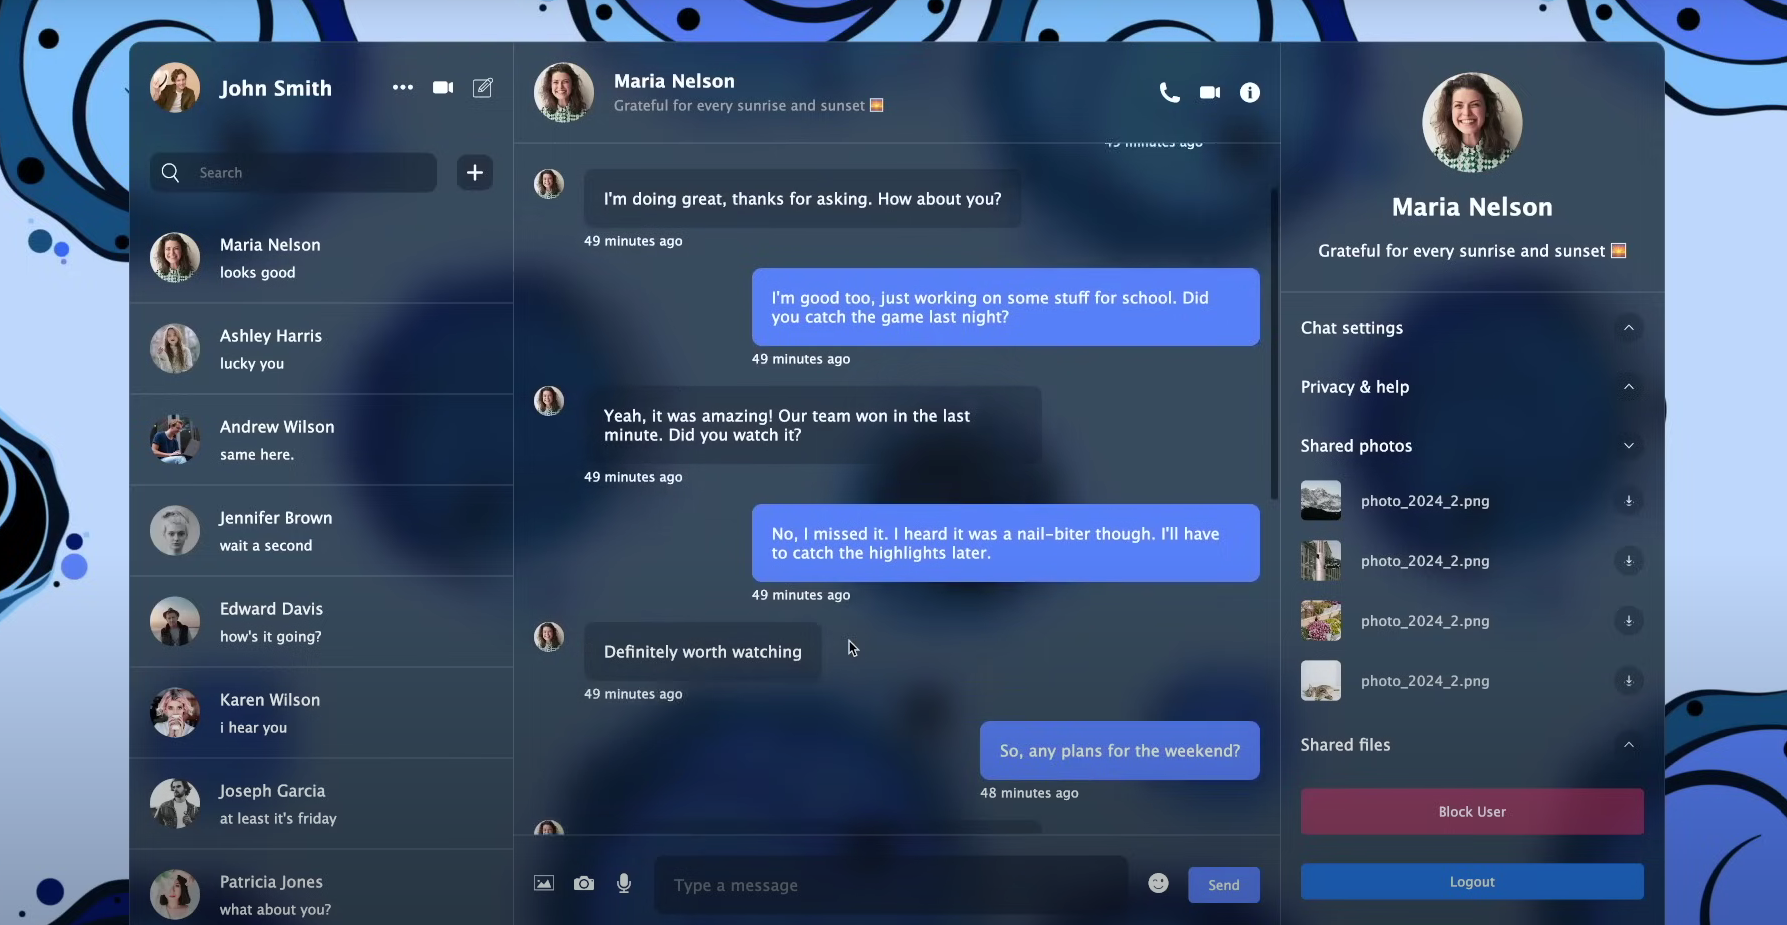 John Smith
Search
Maria Nelson
looks good
Ashley Harris
lucky you
Andrew Wilson
same here.
Jennifer Brown
wait a second
Edward Davis
how's it going?
Karen Wilson
i hear you
Joseph Garcia
at least it's friday
Patricia Jones
what about you?
Maria Nelson
Grateful for every sunrise and sunset 🌅
49 minutes ago
I'm doing great, thanks for asking. How about you?
49 minutes ago
I'm good too, just working on some stuff for school. Did
you catch the game last night?
49 minutes ago
Yeah, it was amazing! Our team won in the last
minute. Did you watch it?
49 minutes ago
No, I missed it. I heard it was a nail-biter though. I'll have
to catch the highlights later.
49 minutes ago
Definitely worth watching
49 minutes ago
So, any plans for the weekend?
48 minutes ago
Type a message
Send
Maria Nelson
Grateful for every sunrise and sunset 🌅
Chat settings
Privacy & help
Shared photos
photo_2024_2.png
photo_2024_2.png
photo_2024_2.png
photo_2024_2.png
Shared files
Block User
Logout